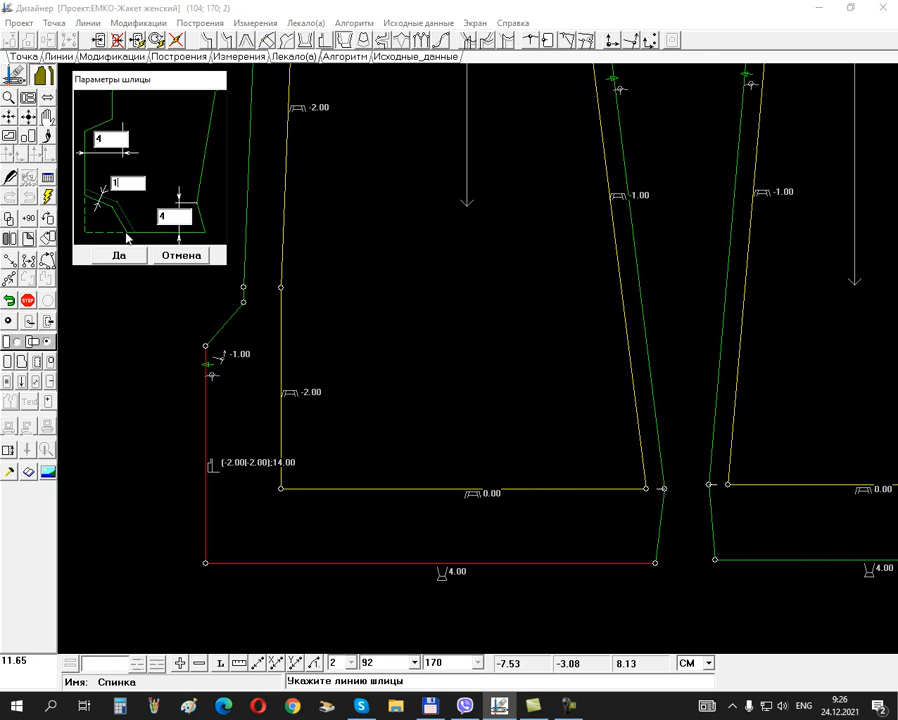 Дизайнер [Проект:ЕМКО-Жакет женский] (104; 170; 2)
Проект Точка Линии Модификации Построения Измерения Лекало(а) Алгоритм Исходные данные Экран Справка
Точка Линии Модификации Построения Измерения Лекало(а) Алгоритм Исходные_данные
Параметры шлицы
4
1
4
Да Отмена
+90
STOP
Text
-2.00
-1.00
-1.00
-1.00
-2.00
[-2.00|-2.00);14.00
0.00
0.00
4.00
4.00
11.65
L
2 92 170 -7.53 -3.08 8.13 СМ
Имя: Спинка
Укажите линию шлицы
ENG
9:26
24.12.2021
2